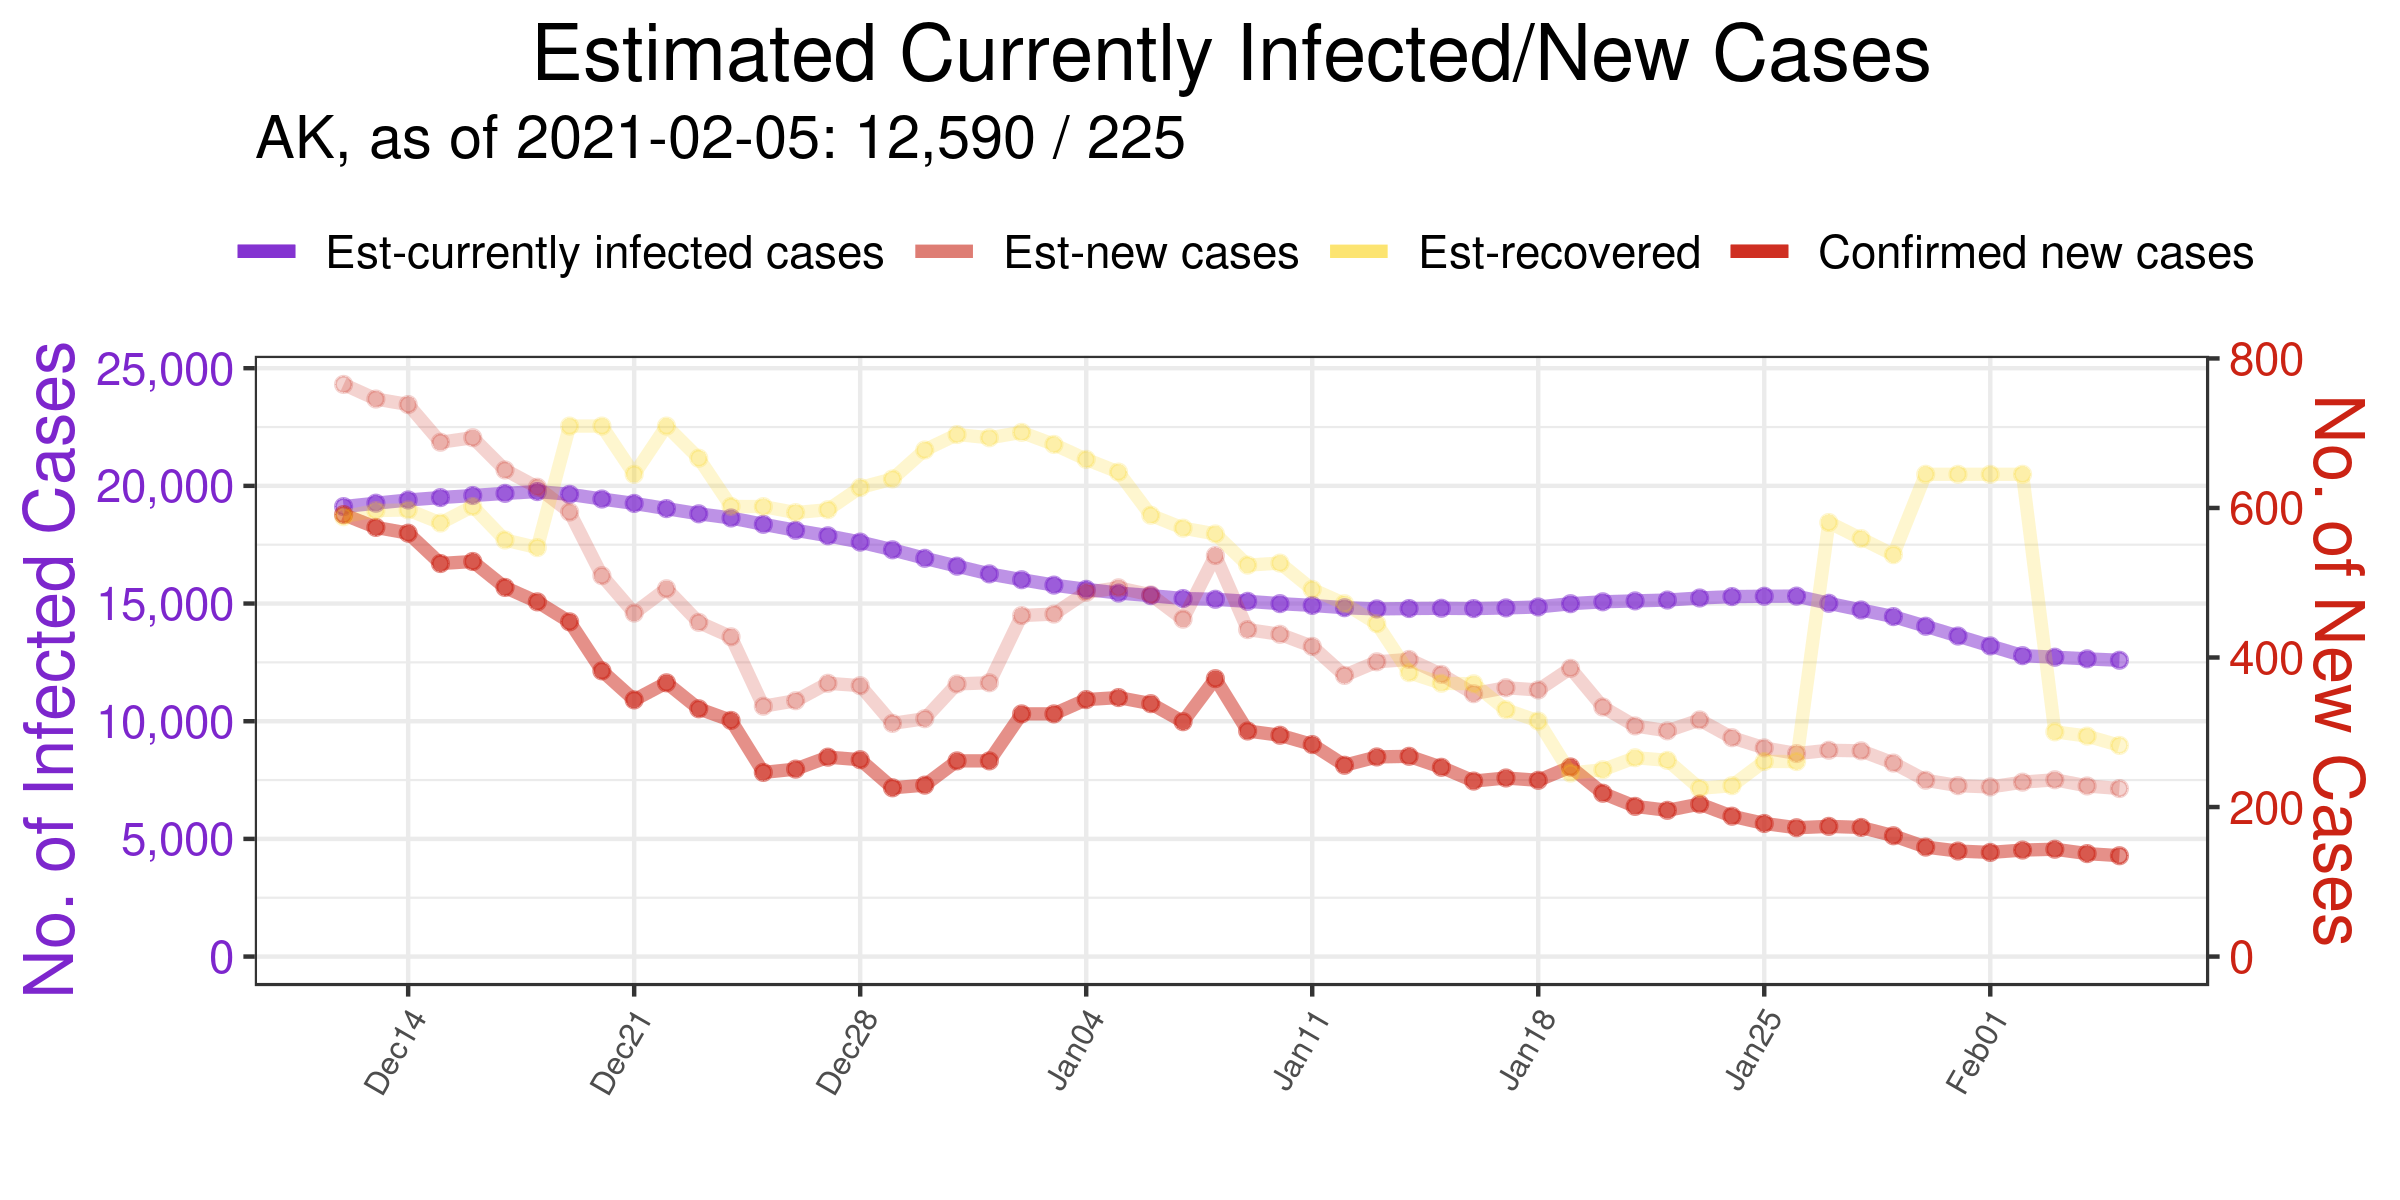 Estimated Currently Infected/New Cases
AK, as of 2021-02-05: 12,590 / 225
Est-currently infected cases Est-new cases Est-recovered Confirmed new cases
No. of Infected Cases
25,000
20,000
15,000
10,000
5,000
0
800
600
400
200
0
No. of New Cases
Dec14 Dec21 Dec28 Jan04 Jan11 Jan18 Jan25 Feb01